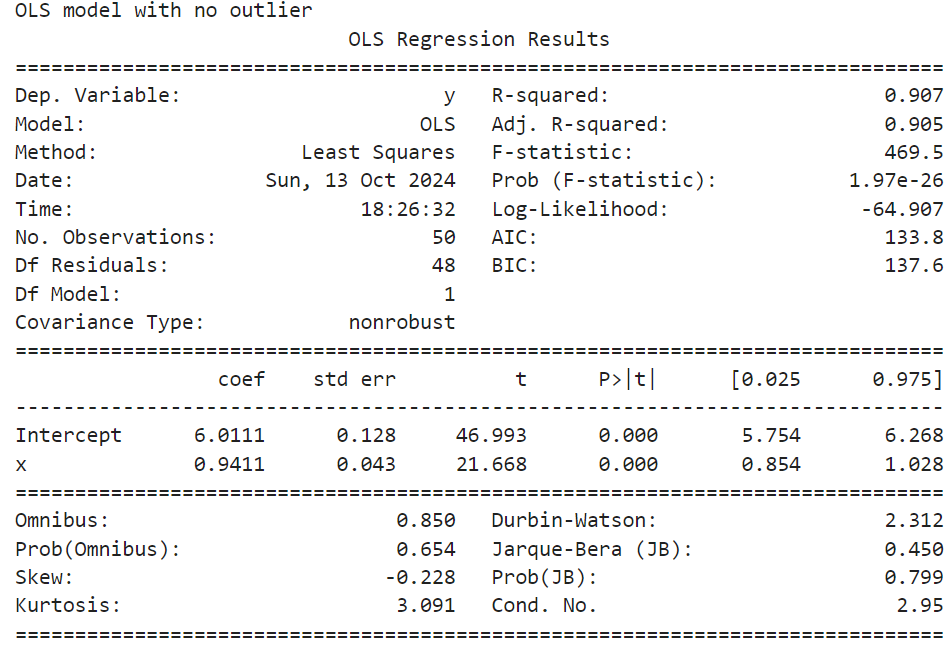 OLS model with no outlier
OLS Regression Results
==============================================================================
Dep. Variable: y R-squared: 0.907
Model: OLS Adj. R-squared: 0.905
Method: Least Squares F-statistic: 469.5
Date: Sun, 13 Oct 2024 Prob (F-statistic): 1.97e-26
Time: 18:26:32 Log-Likelihood: -64.907
No. Observations: 50 AIC: 133.8
Df Residuals: 48 BIC: 137.6
Df Model: 1
Covariance Type: nonrobust
==============================================================================
coef std err t P>|t| [0.025 0.975]
------------------------------------------------------------------------------
Intercept 6.0111 0.128 46.993 0.000 5.754 6.268
x 0.9411 0.043 21.668 0.000 0.854 1.028
==============================================================================
Omnibus: 0.850 Durbin-Watson: 2.312
Prob(Omnibus): 0.654 Jarque-Bera (JB): 0.450
Skew: -0.228 Prob(JB): 0.799
Kurtosis: 3.091 Cond. No. 2.95
==============================================================================